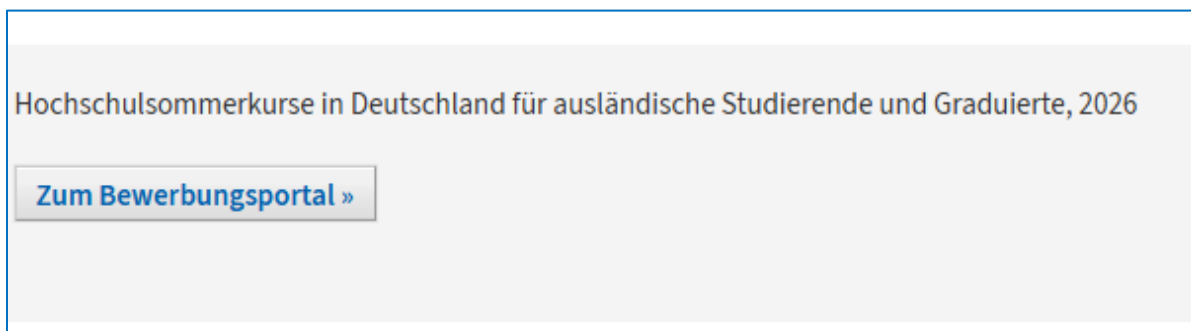 Hochschulsommerkurse in Deutschland für ausländische Studierende und Graduierte, 2026
Zum Bewerbungsportal »